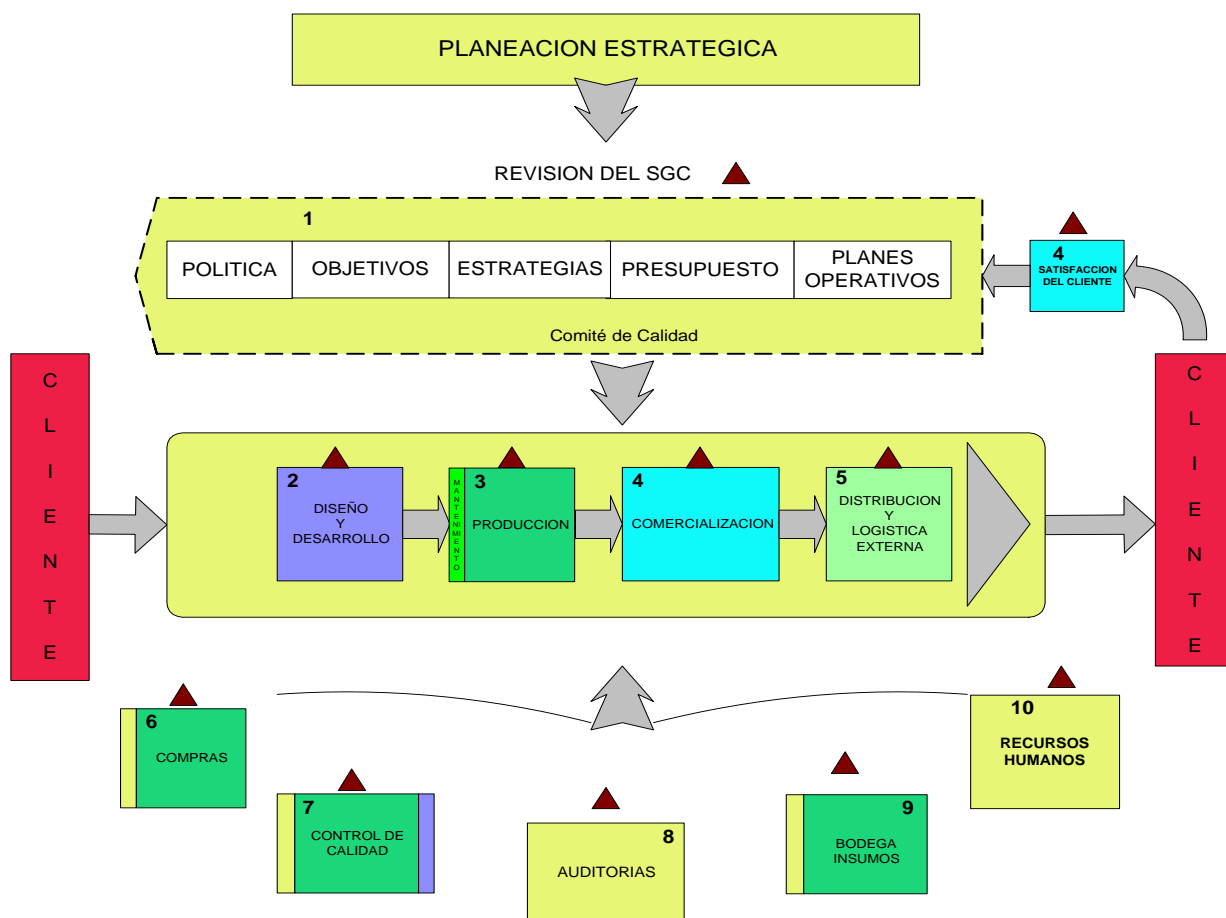 PLANEACION ESTRATEGICA
REVISION DEL SGC
1
POLITICA
OBJETIVOS
ESTRATEGIAS
PRESUPUESTO
PLANES
OPERATIVOS
Comité de Calidad
4
SATISFACCION
DEL CLIENTE
C
L
I
E
N
T
E
2
DISEÑO
Y
DESARROLLO
M
A
N
T
E
N
I
M
I
E
N
T
O
3
PRODUCCION
4
COMERCIALIZACION
5
DISTRIBUCION
Y
LOGISTICA
EXTERNA
C
L
I
E
N
T
E
6
COMPRAS
7
CONTROL DE
CALIDAD
8
AUDITORIAS
9
BODEGA
INSUMOS
10
RECURSOS
HUMANOS